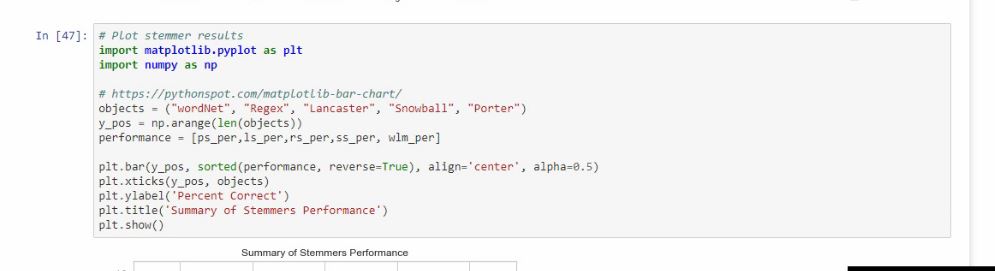 In [47]: # Plot stemmer results
import matplotlib.pyplot as plt
import numpy as np
# https://pythonspot.com/matplotlib-bar-chart/
objects = ("wordNet", "Regex", "Lancaster", "Snowball", "Porter")
y_pos = np.arange(len(objects))
performance = [ps_per,ls_per,rs_per,ss_per, wlm_per]
plt.bar(y_pos, sorted(performance, reverse=True), align='center', alpha=0.5)
plt.xticks(y_pos, objects)
plt.ylabel('Percent Correct')
plt.title('Summary of Stemmers Performance')
plt.show()
Summary of Stemmers Performance